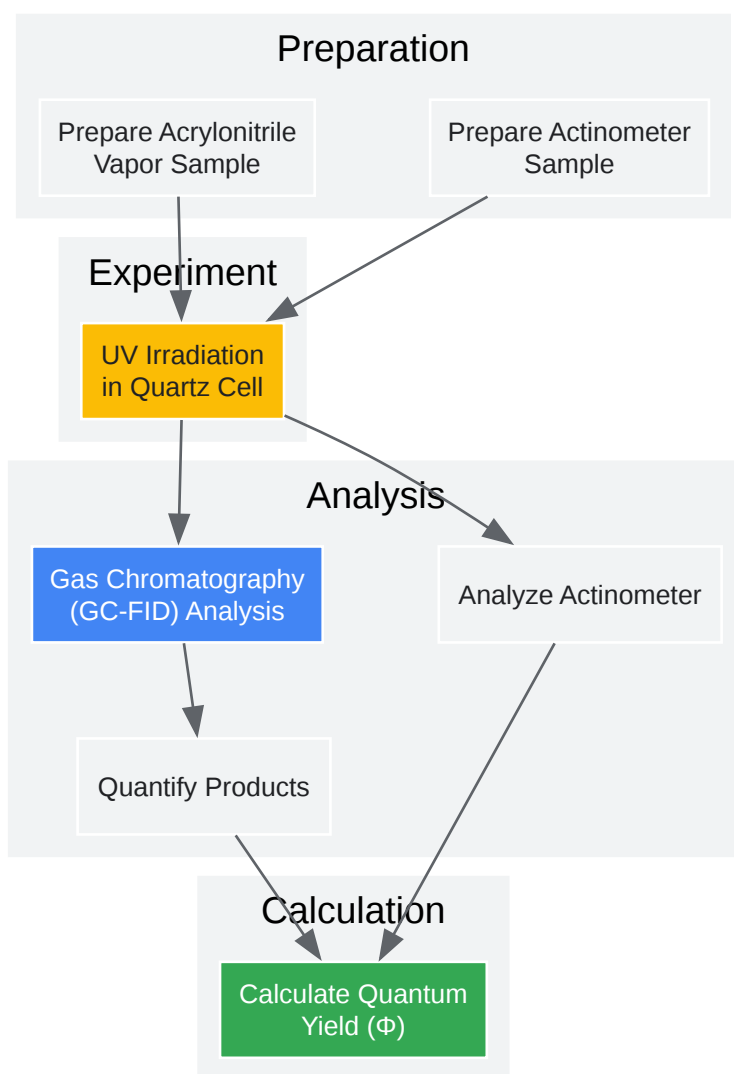 Preparation
Prepare Acrylonitrile
Vapor Sample
Prepare Actinometer
Sample
Experiment
UV Irradiation
in Quartz Cell
Analysis
Gas Chromatography
(GC-FID) Analysis
Analyze Actinometer
Quantify Products
Calculation
Calculate Quantum
Yield (Φ)